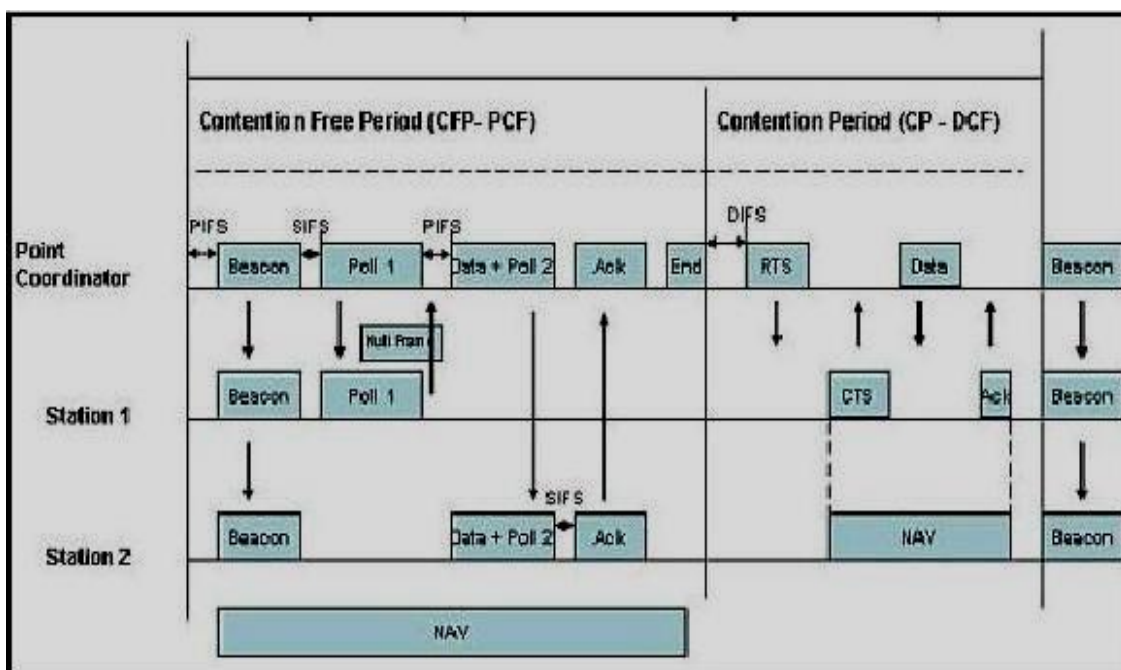 Contention Free Period (CFP- PCF)
Contention Period (CP - DCF)
PIFS
SIFS
PIFS
DIFS
Point
Coordinator
Beacon
Poll 1
Data + Poll 2
Ack
End
RTS
Data
Beacon
Null Frame
Station 1
Beacon
Poll 1
CTS
Ack
Beacon
SIFS
Station 2
Beacon
Data + Poll 2
Ack
NAV
Beacon
NAV